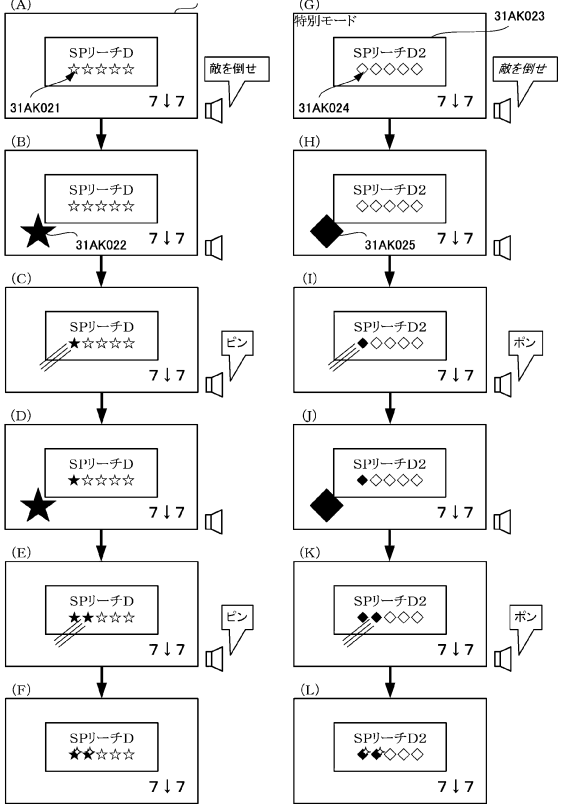 (A)
SPリーチD
☆☆☆☆☆
敵を倒せ
31AK021
7↓7
(B)
SPリーチD
☆☆☆☆☆
31AK022
7↓7
(C)
SPリーチD
★☆☆☆☆
ピン
7↓7
(D)
SPリーチD
★☆☆☆☆
7↓7
(E)
SPリーチD
★★☆☆☆
ピン
7↓7
(F)
SPリーチD
★★☆☆☆
7↓7
(G)
31AK023
特別モード
SPリーチD2
◇◇◇◇◇
敵を倒せ
31AK024
7↓7
(H)
SPリーチD2
◇◇◇◇◇
31AK025
7↓7
(I)
SPリーチD2
◆◇◇◇◇
ポン
7↓7
(J)
SPリーチD2
◆◇◇◇◇
7↓7
(K)
SPリーチD2
◆◆◇◇◇
ポン
7↓7
(L)
SPリーチD2
◆◆◇◇◇
7↓7